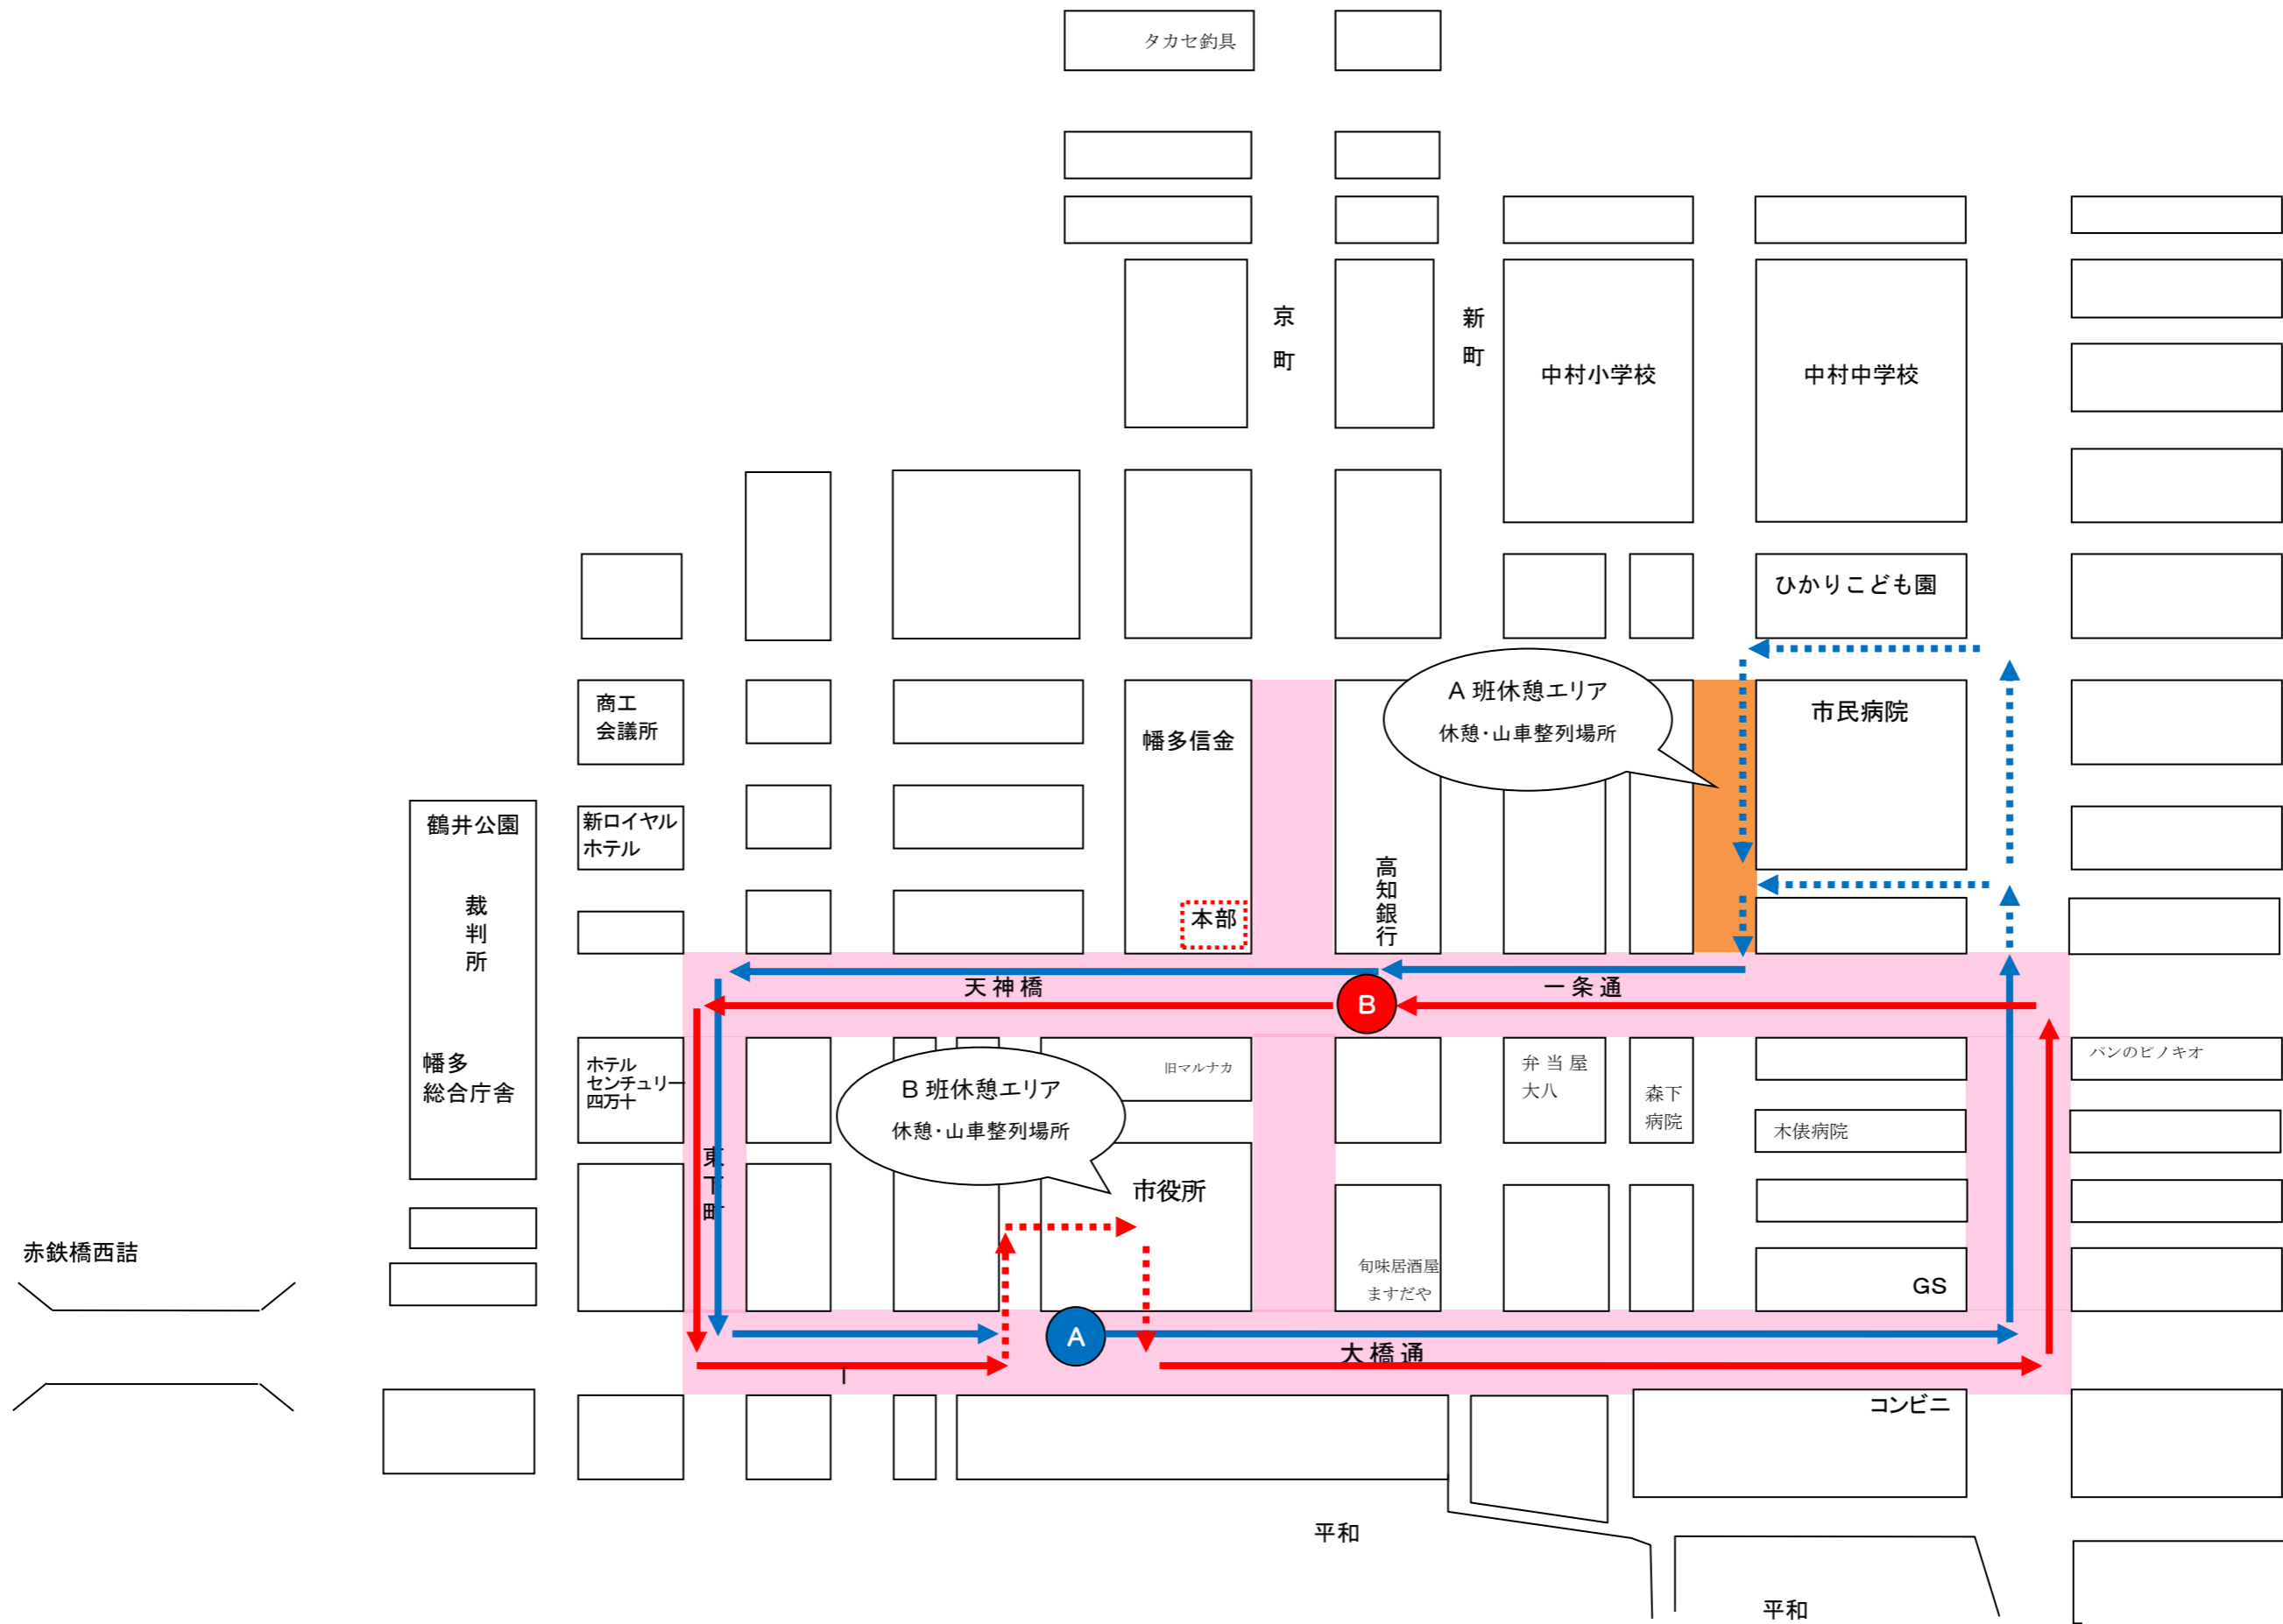 タカセ釣具
京町
新町
中村小学校
中村中学校
ひかりこども園
A 班休憩エリア
休憩・山車整列場所
商工
会議所
幡多信金
市民病院
鶴井公園
新ロイヤル
ホテル
高知銀行
裁判所
本部
天神橋
一条通
B
ホテル
センチュリー
四万十
幡多
総合庁舎
旧マルナカ
弁当屋
大八
森下
病院
パンのピノキオ
B 班休憩エリア
休憩・山車整列場所
木俵病院
東下町
市役所
赤鉄橋西詰
旬味居酒屋
ますだや
GS
A
大橋通
コンビニ
平和
平和